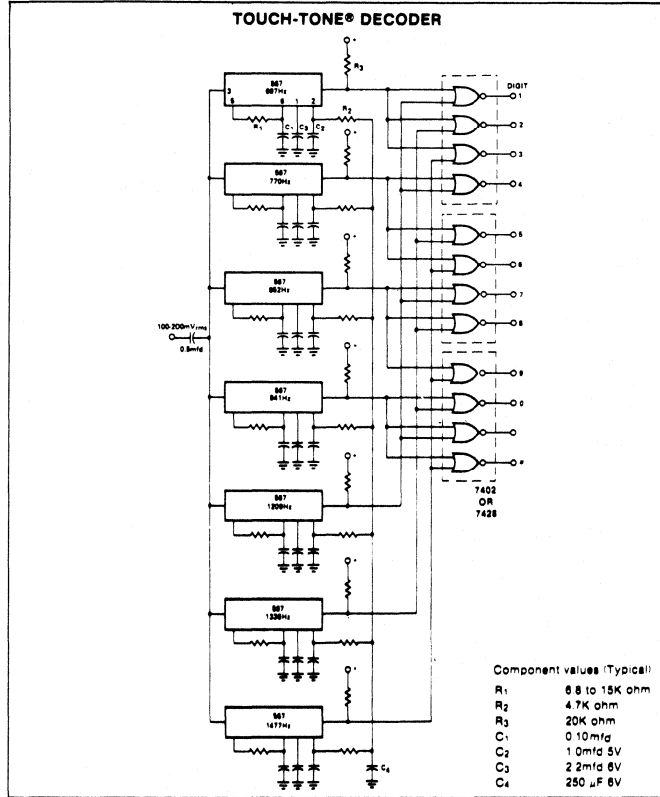 TOUCH-TONE® DECODER
+
R3
567
697Hz
3
5 6 1 2
R1 C1 C3 C2
R2
DIGIT
1
2
3
4
+
567
770Hz
5
6
7
8
+
567
852Hz
100-200mVrms
0.5mfd
+
567
941Hz
9
0
#
7402
OR
7428
+
567
1209Hz
+
567
1336Hz
+
567
1477Hz
C4
Component values (Typical)
R1 6.8 to 15K ohm
R2 4.7K ohm
R3 20K ohm
C1 0.10mfd
C2 1.0mfd 5V
C3 2.2mfd 6V
C4 250 µF 6V